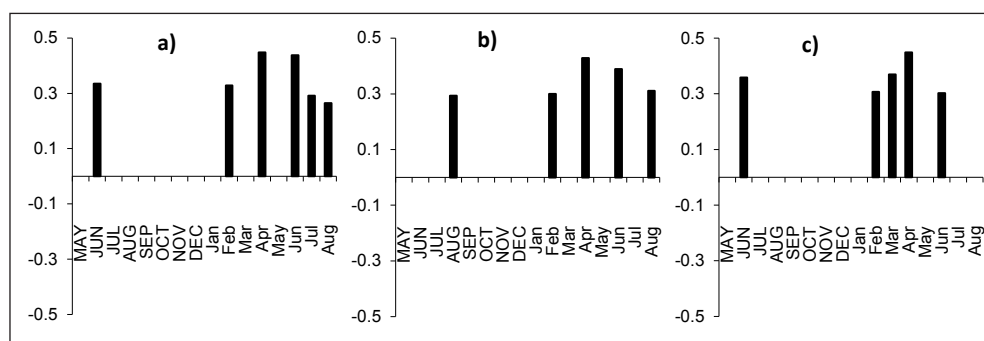 a)
0.5
0.3
0.1
-0.1
-0.3
-0.5
MAY
JUN
JUL
AUG
SEP
OCT
NOV
DEC
Jan
Feb
Mar
Apr
May
Jun
Jul
Aug
b)
0.5
0.3
0.1
-0.1
-0.3
-0.5
MAY
JUN
JUL
AUG
SEP
OCT
NOV
DEC
Jan
Feb
Mar
Apr
May
Jun
Jul
Aug
c)
0.5
0.3
0.1
-0.1
-0.3
-0.5
MAY
JUN
JUL
AUG
SEP
OCT
NOV
DEC
Jan
Feb
Mar
Apr
May
Jun
Jul
Aug